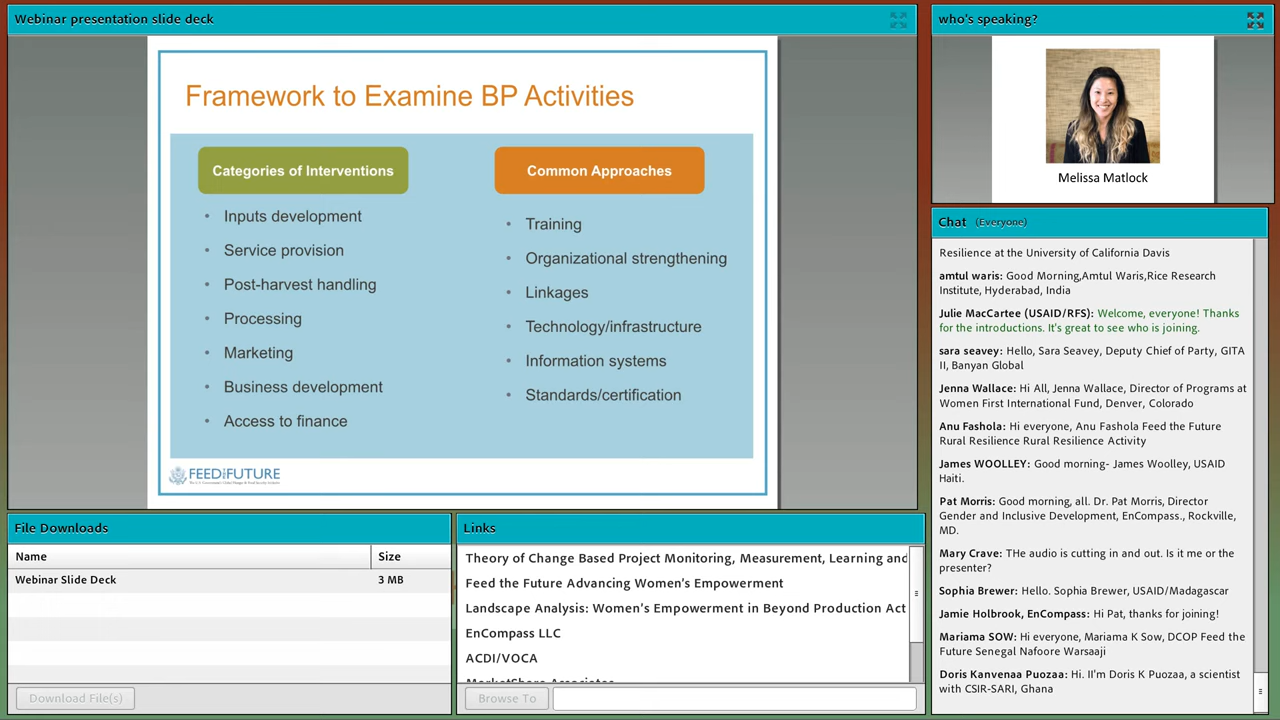 Webinar presentation slide deck
Framework to Examine BP Activities
Categories of Interventions
• Inputs development
• Service provision
• Post-harvest handling
• Processing
• Marketing
• Business development
• Access to finance
Common Approaches
• Training
• Organizational strengthening
• Linkages
• Technology/infrastructure
• Information systems
• Standards/certification
FEED THE FUTURE
who's speaking?
Melissa Matlock
Chat (Everyone)
Resilience at the University of California Davis
amtul waris: Good Morning,Amtul Waris,Rice Research
Institute, Hyderabad, India
Julie MacCartee (USAID/RFS): Welcome, everyone! Thanks
for the introductions. It's great to see who is joining.
sara seavey: Hello, Sara Seavey, Deputy Chief of Party, GITA
II, Banyan Global
Jenna Wallace: Hi All, Jenna Wallace, Director of Programs at
Women First International Fund, Denver, Colorado
Anu Fashola: Hi everyone, Anu Fashola Feed the Future
Rural Resilience Rural Resilience Activity
James WOOLLEY: Good morning- James Woolley, USAID
Haiti.
Pat Morris: Good morning, all. Dr. Pat Morris, Director
Gender and Inclusive Development, EnCompass., Rockville,
MD.
Mary Crave: THe audio is cutting in and out. Is it me or the
presenter?
Sophia Brewer: Hello. Sophia Brewer, USAID/Madagascar
Jamie Holbrook, EnCompass: Hi Pat, thanks for joining!
Mariama SOW: Hi everyone, Mariama K Sow, DCOP Feed the
Future Senegal Nafoore Warsaaji
Doris Kanvenaa Puozaa: Hi. II'm Doris K Puozaa, a scientist
with CSIR-SARI, Ghana
File Downloads
Name Size
Webinar Slide Deck 3 MB
Download File(s)
Links
Theory of Change Based Project Monitoring, Measurement, Learning and
Feed the Future Advancing Women's Empowerment
Landscape Analysis: Women's Empowerment in Beyond Production Act
EnCompass LLC
ACDI/VOCA
MarketShare Associates
Browse To